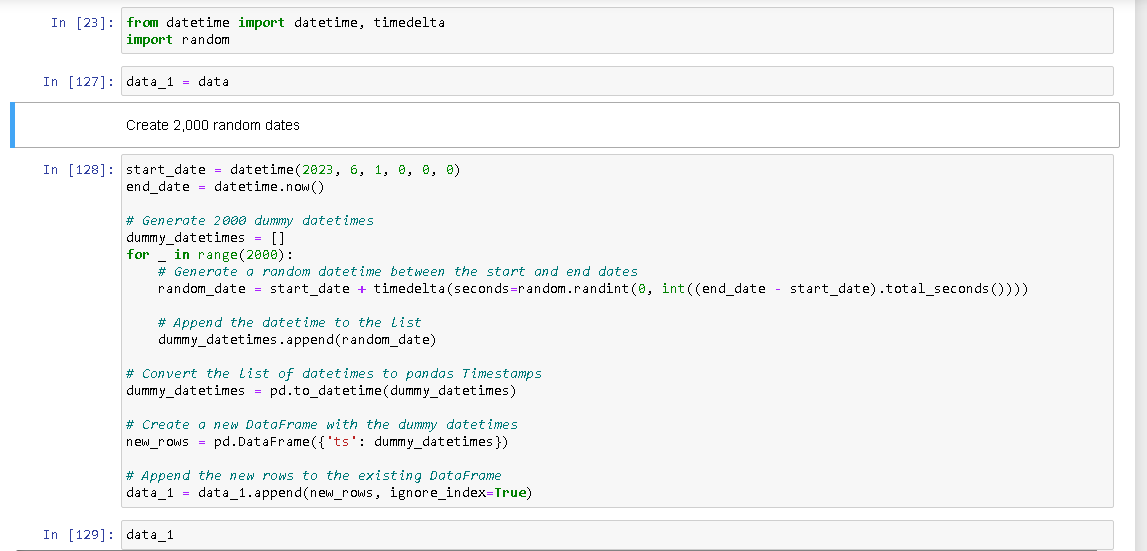 In [23]: from datetime import datetime, timedelta
import random
In [127]: data_1 = data
Create 2,000 random dates
In [128]: start_date = datetime(2023, 6, 1, 0, 0, 0)
end_date = datetime.now()
# Generate 2000 dummy datetimes
dummy_datetimes = []
for _ in range(2000):
# Generate a random datetime between the start and end dates
random_date = start_date + timedelta(seconds=random.randint(0, int((end_date - start_date).total_seconds())))
# Append the datetime to the list
dummy_datetimes.append(random_date)
# Convert the list of datetimes to pandas Timestamps
dummy_datetimes = pd.to_datetime(dummy_datetimes)
# Create a new DataFrame with the dummy datetimes
new_rows = pd.DataFrame({'ts': dummy_datetimes})
# Append the new rows to the existing DataFrame
data_1 = data_1.append(new_rows, ignore_index=True)
In [129]: data_1